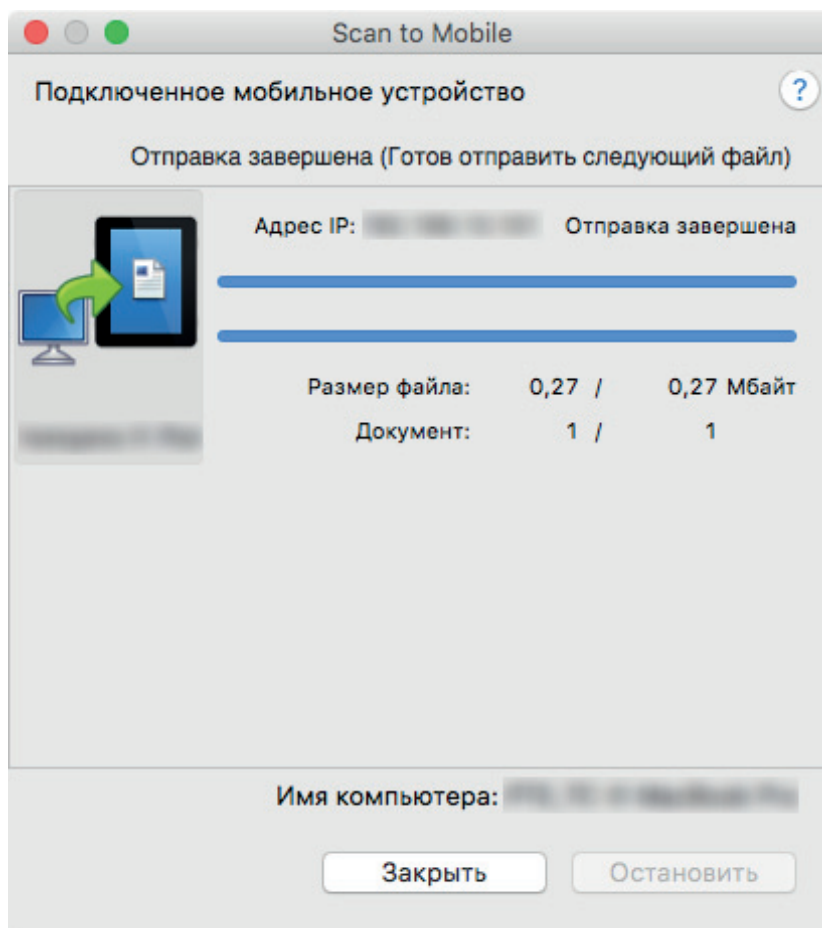 Scan to Mobile
Подключенное мобильное устройство
?
Отправка завершена (Готов отправить следующий файл)
Адрес IP: Отправка завершена
Размер файла: 0,27 / 0,27 Мбайт
Документ: 1 / 1
Имя компьютера:
Закрыть Остановить